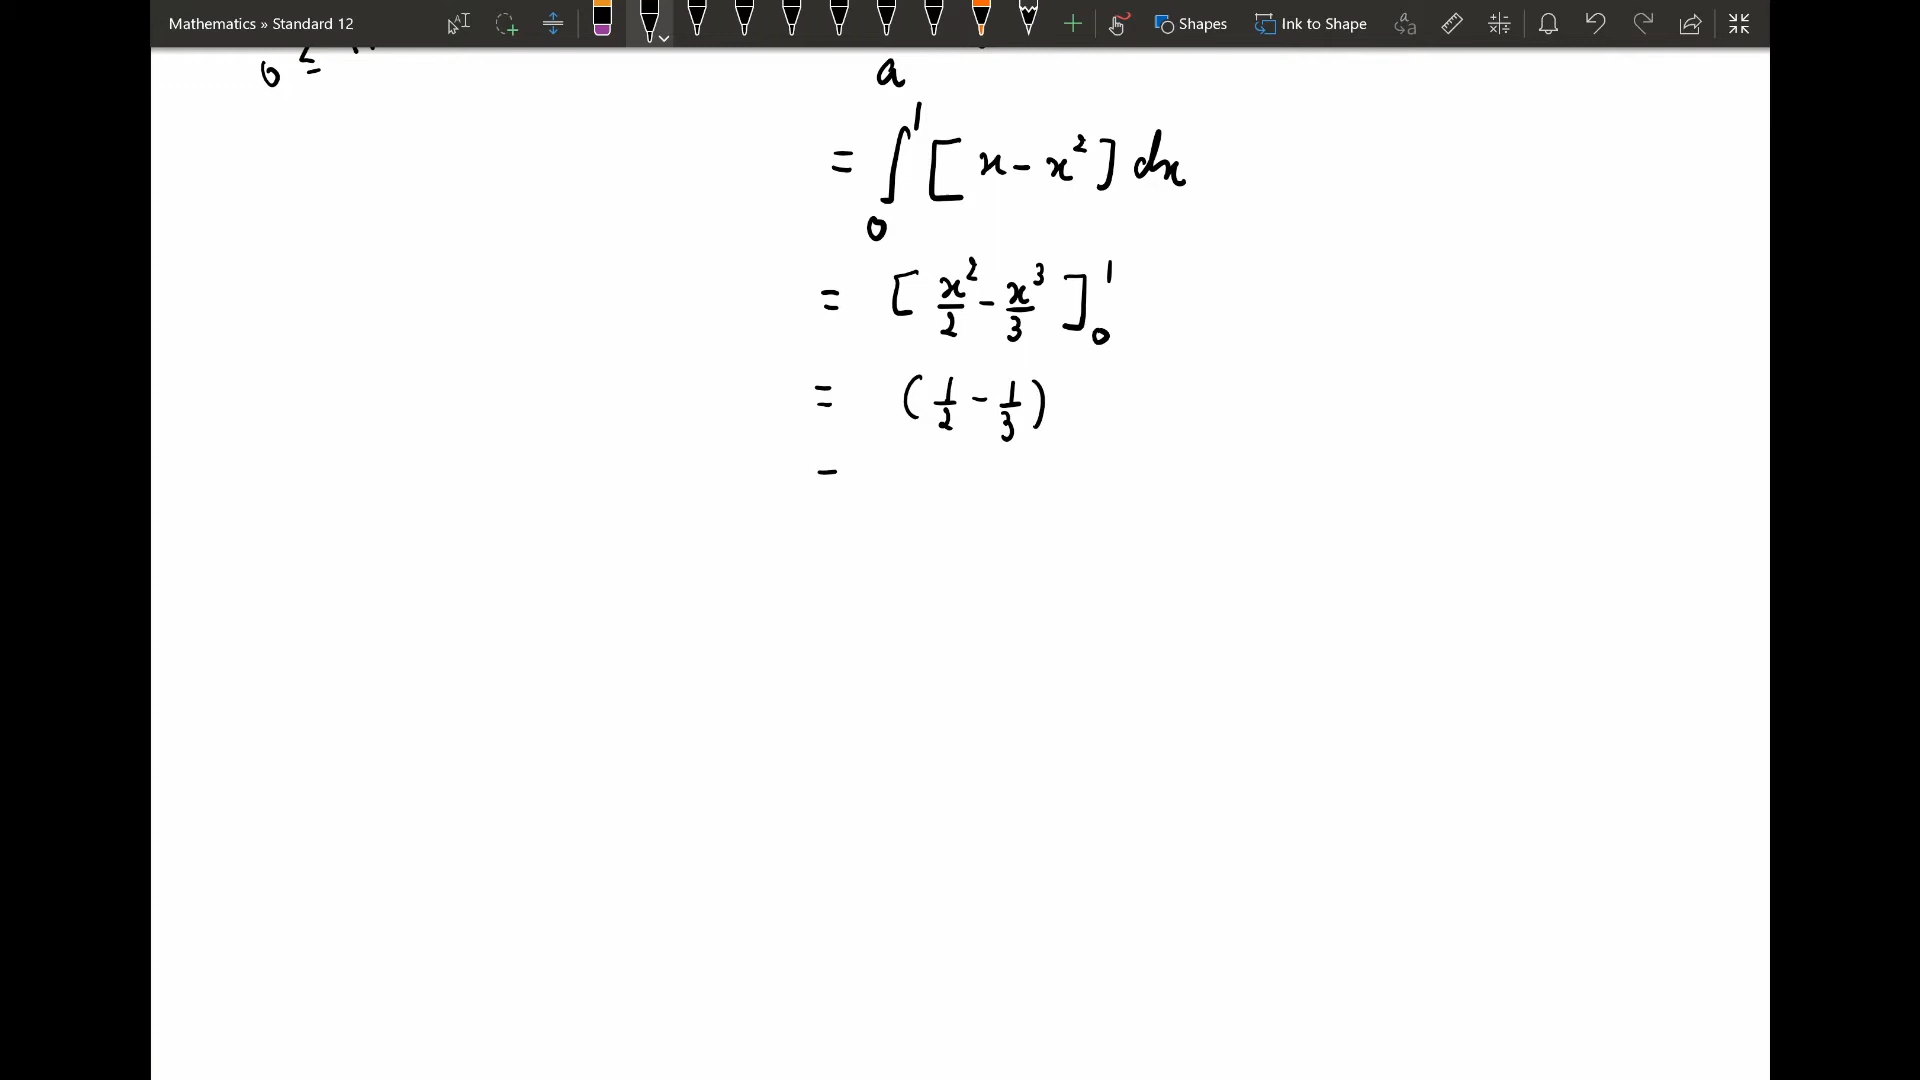 Mathematics » Standard 12
Shapes
Ink to Shape
a
= ∫₀¹ [x - x²] dx
= [x²/2 - x³/3]₀¹
= (1/2 - 1/3)
-